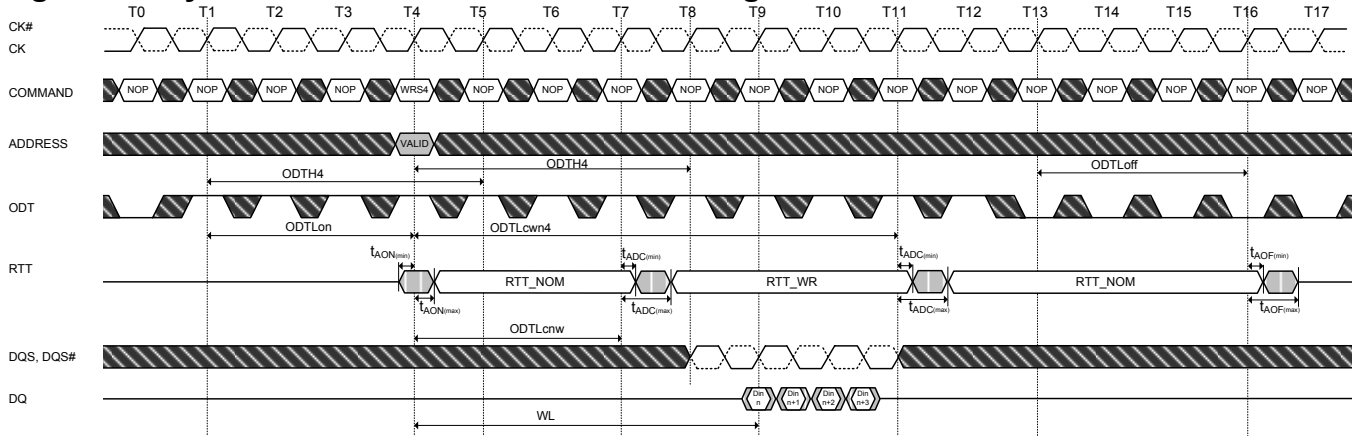 T0 T1 T2 T3 T4 T5 T6 T7 T8 T9 T10 T11 T12 T13 T14 T15 T16 T17
CK#
CK
COMMAND NOP NOP NOP NOP WRS4 NOP NOP NOP NOP NOP NOP NOP NOP NOP NOP NOP NOP NOP
ADDRESS VALID
ODTH4 ODTH4 ODTLoff
ODT
ODTLon ODTLcwn4
tAON(min) tADC(min) tADC(min) tAOF(min)
RTT RTT_NOM RTT_WR RTT_NOM
tAON(max) tADC(max) tADC(max) tAOF(max)
ODTLcnw
DQS, DQS#
DQ Din n Din n+1 Din n+2 Din n+3
WL